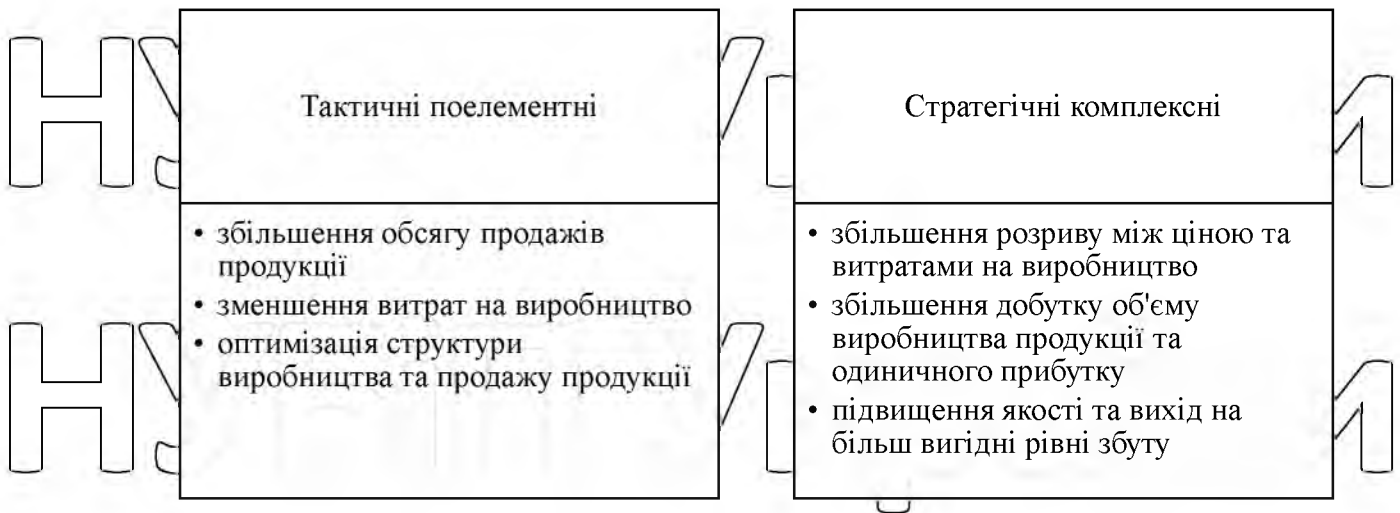 Тактичні поелементні
• збільшення обсягу продажів
продукції
• зменшення витрат на виробництво
• оптимізація структури
виробництва та продажу продукції
Стратегічні комплексні
• збільшення розриву між ціною та
витратами на виробництво
• збільшення добутку об'єму
виробництва продукції та
одиничного прибутку
• підвищення якості та вихід на
більш вигідні рівні збуту